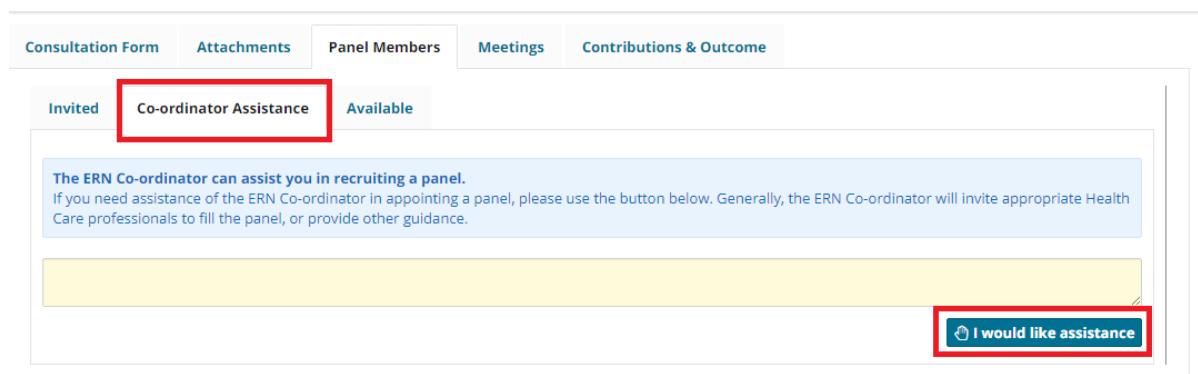 Consultation Form Attachments Panel Members Meetings Contributions & Outcome
Invited Co-ordinator Assistance Available
The ERN Co-ordinator can assist you in recruiting a panel.
If you need assistance of the ERN Co-ordinator in appointing a panel, please use the button below. Generally, the ERN Co-ordinator will invite appropriate Health
Care professionals to fill the panel, or provide other guidance.
I would like assistance